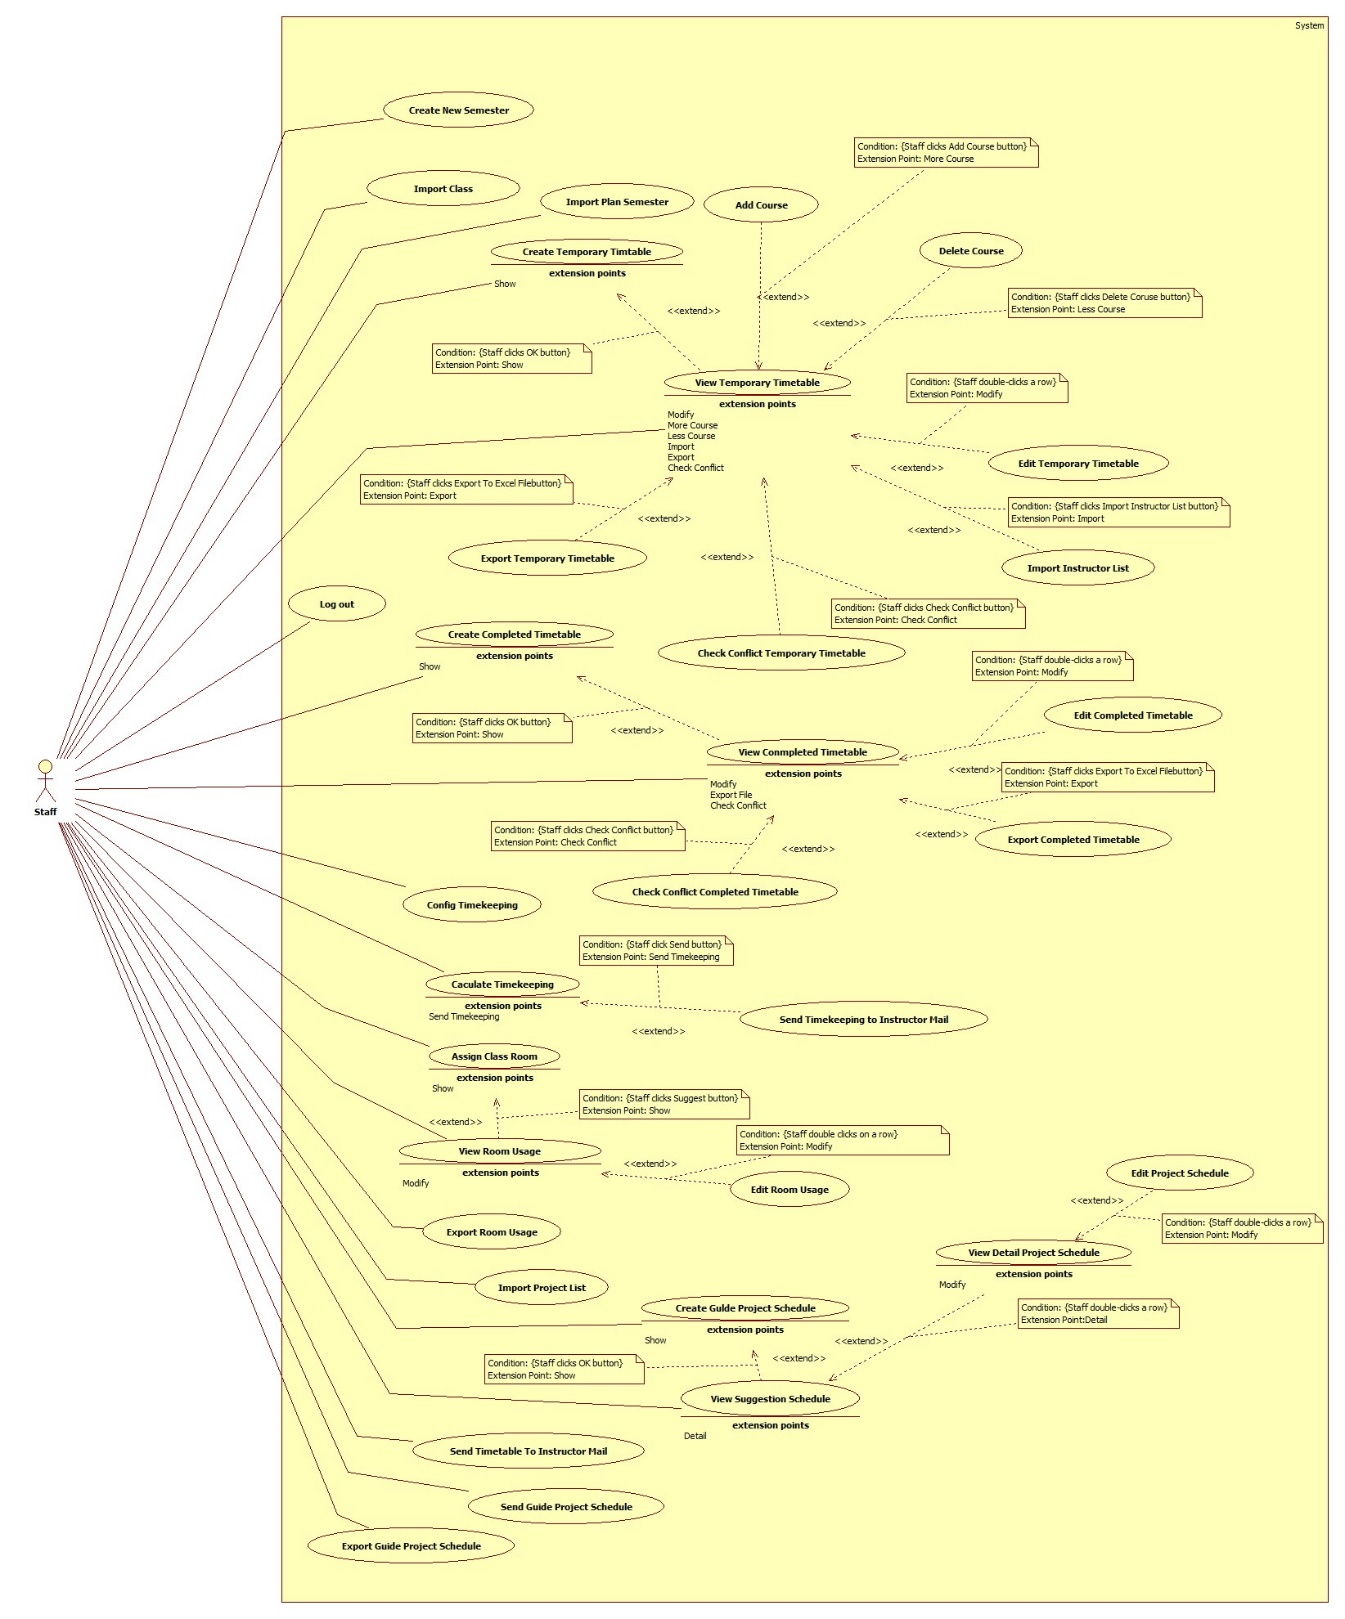 System
Create New Semester
Condition: {Staff clicks Add Course button}
Extension Point: More Course
Import Class
Import Plan Semester
Add Course
Create Temporary Timtable
extension points
Show
Delete Course
<<extend>>
<<extend>>
<<extend>>
Condition: {Staff clicks Delete Coruse button}
Extension Point: Less Course
Condition: {Staff clicks OK button}
Extension Point: Show
View Temporary Timetable
extension points
Modify
More Course
Less Course
Import
Export
Check Conflict
Condition: {Staff double-clicks a row}
Extension Point: Modify
Edit Temporary Timetable
<<extend>>
Condition: {Staff clicks Export To Excel Filebutton}
Extension Point: Export
<<extend>>
Condition: {Staff clicks Import Instructor List button}
Extension Point: Import
<<extend>>
Export Temporary Timetable
<<extend>>
Import Instructor List
Log out
Condition: {Staff clicks Check Conflict button}
Extension Point: Check Conflict
Create Completed Timetable
extension points
Show
Check Conflict Temporary Timetable
Condition: {Staff double-clicks a row}
Extension Point: Modify
Condition: {Staff clicks OK button}
Extension Point: Show
<<extend>>
Edit Completed Timetable
View Conmpleted Timetable
extension points
Modify
Export File
Check Conflict
<<extend>>
Condition: {Staff clicks Export To Excel Filebutton}
Extension Point: Export
Staff
Condition: {Staff clicks Check Conflict button}
Extension Point: Check Conflict
<<extend>>
<<extend>>
Export Completed Timetable
Check Conflict Completed Timetable
Config Timekeeping
Condition: {Staff click Send button}
Extension Point: Send Timekeeping
Caculate Timekeeping
extension points
Send Timekeeping
<<extend>>
Send Timekeeping to Instructor Mail
Assign Class Room
extension points
Show
Condition: {Staff clicks Suggest button}
Extension Point: Show
<<extend>>
View Room Usage
extension points
Modify
Condition: {Staff double clicks on a row}
Extension Point: Modify
<<extend>>
Edit Room Usage
Edit Project Schedule
<<extend>>
Condition: {Staff double-clicks a row}
Extension Point: Modify
Export Room Usage
View Detail Project Schedule
extension points
Modify
Import Project List
Create Guide Project Schedule
extension points
Show
Condition: {Staff double-clicks a row}
Extension Point:Detail
<<extend>>
<<extend>>
Condition: {Staff clicks OK button}
Extension Point: Show
View Suggestion Schedule
extension points
Detail
Send Timetable To Instructor Mail
Send Guide Project Schedule
Export Guide Project Schedule